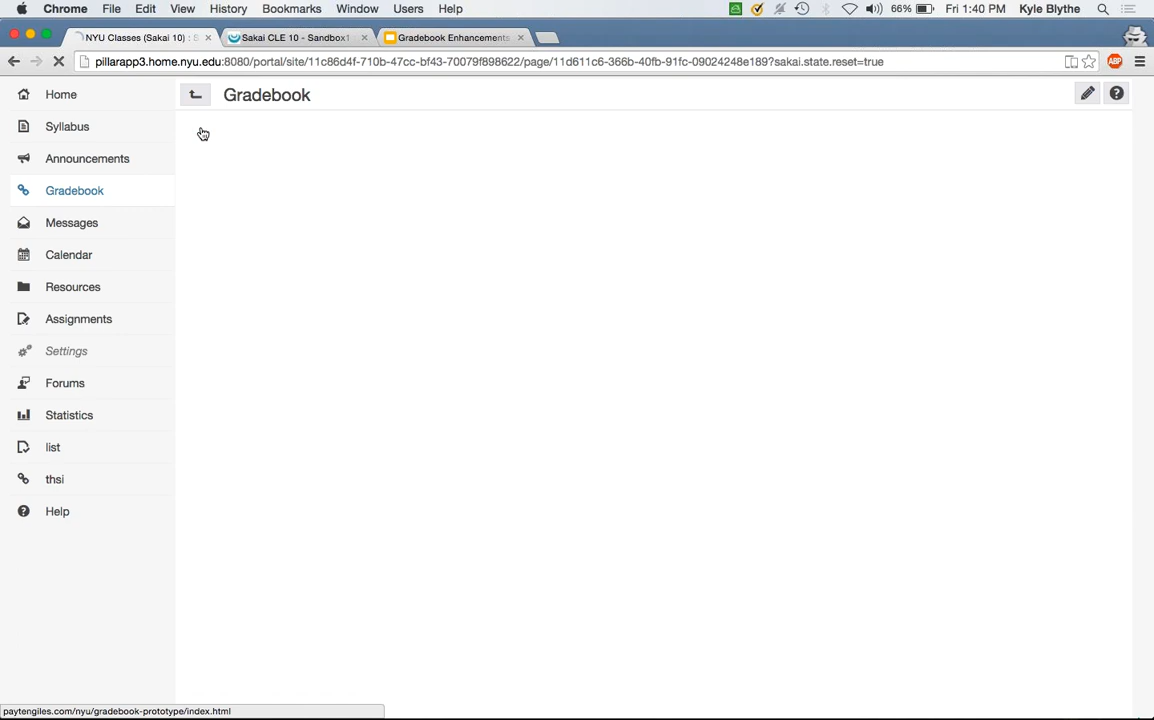 Chrome File Edit View History Bookmarks Window Users Help 66% Fri 1:40 PM Kyle Blythe
NYU Classes (Sakai 10) : S Sakai CLE 10 - Sandbox1 Gradebook Enhancements
pillarapp3.home.nyu.edu:8080/portal/site/11c86d4f-710b-47cc-bf43-70079f898622/page/11d611c6-366b-40fb-91fc-09024248e189?sakai.state.reset=true ABP
Home
Gradebook
Syllabus
Announcements
Gradebook
Messages
Calendar
Resources
Assignments
Settings
Forums
Statistics
list
thsi
Help
paytengiles.com/nyu/gradebook-prototype/index.html